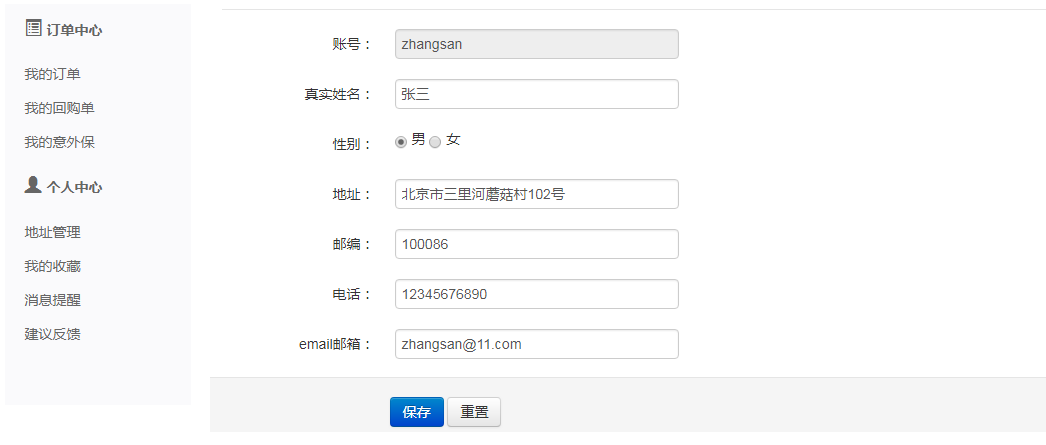 订单中心
我的订单
我的回购单
我的意外保
个人中心
地址管理
我的收藏
消息提醒
建议反馈
账号： zhangsan
真实姓名： 张三
性别： 男 女
地址： 北京市三里河蘑菇村102号
邮编： 100086
电话： 12345676890
email邮箱： zhangsan@11.com
保存 重置